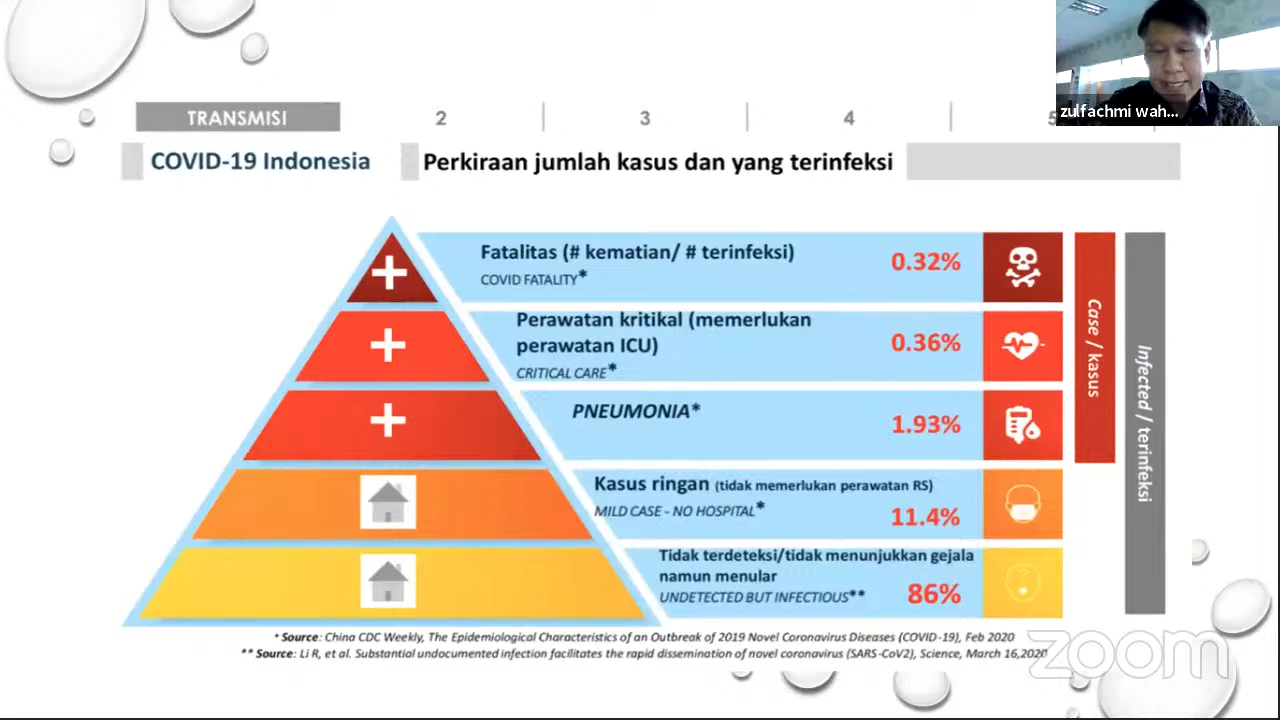 zulfachmi wah...
TRANSMISI 2 3 4 5
COVID-19 Indonesia
Perkiraan jumlah kasus dan yang terinfeksi
Fatalitas (# kematian/ # terinfeksi)
COVID FATALITY*
0.32%
Perawatan kritikal (memerlukan
perawatan ICU)
CRITICAL CARE*
0.36%
PNEUMONIA*
1.93%
Kasus ringan (tidak memerlukan perawatan RS)
MILD CASE - NO HOSPITAL*
11.4%
Tidak terdeteksi/tidak menunjukkan gejala
namun menular
UNDETECTED BUT INFECTIOUS**
86%
Case / kasus
Infected / terinfeksi
* Source: China CDC Weekly, The Epidemiological Characteristics of an Outbreak of 2019 Novel Coronavirus Diseases (COVID-19), Feb 2020
** Source: Li R, et al. Substantial undocumented infection facilitates the rapid dissemination of novel coronavirus (SARS-CoV2), Science, March 16,2020
zoom